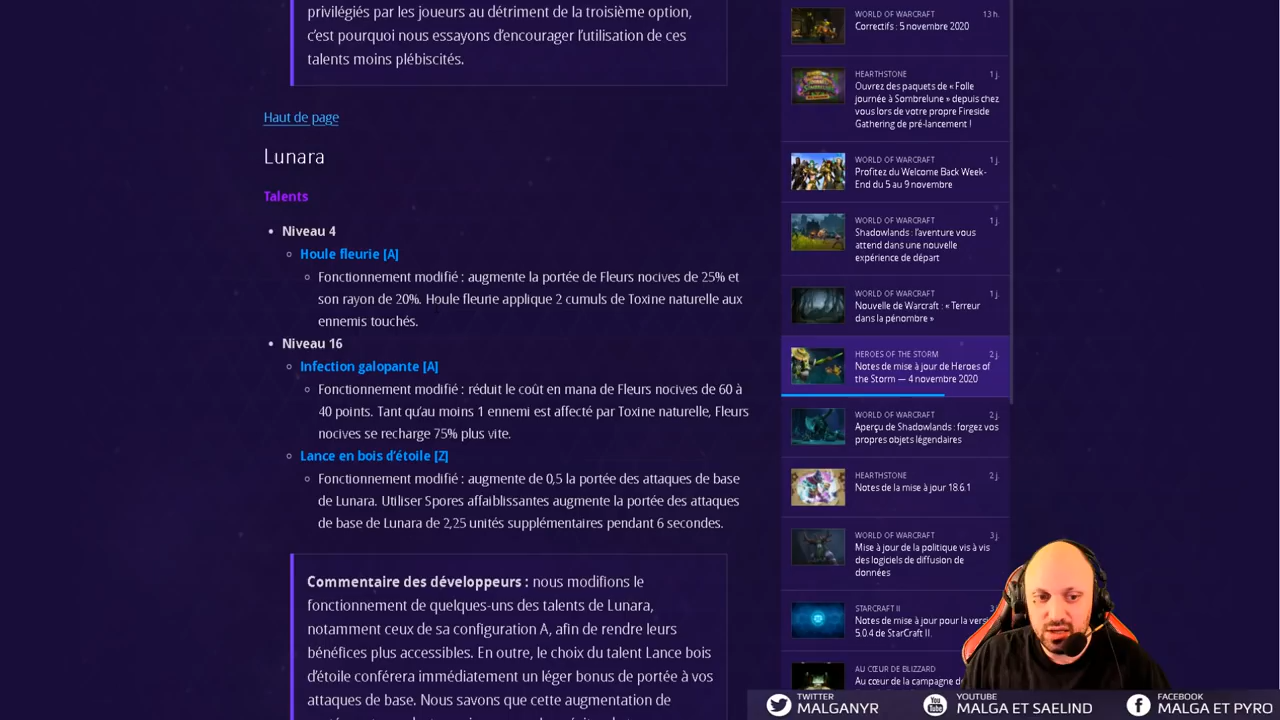 privilégiés par les joueurs au détriment de la troisième option,
c'est pourquoi nous essayons d'encourager l'utilisation de ces
talents moins plébiscités.
Haut de page
Lunara
Talents
• Niveau 4
Houle fleurie [A]
Fonctionnement modifié : augmente la portée de Fleurs nocives de 25% et
son rayon de 20%. Houle fleurie applique 2 cumuls de Toxine naturelle aux
ennemis touchés.
• Niveau 16
Infection galopante [A]
Fonctionnement modifié : réduit le coût en mana de Fleurs nocives de 60 à
40 points. Tant qu'au moins 1 ennemi est affecté par Toxine naturelle, Fleurs
nocives se recharge 75% plus vite.
Lance en bois d'étoile [Z]
Fonctionnement modifié : augmente de 0,5 la portée des attaques de base
de Lunara. Utiliser Spores affaiblissantes augmente la portée des attaques
de base de Lunara de 2,25 unités supplémentaires pendant 6 secondes.
Commentaire des développeurs : nous modifions le
fonctionnement de quelques-uns des talents de Lunara,
notamment ceux de sa configuration A, afin de rendre leurs
bénéfices plus accessibles. En outre, le choix du talent Lance bois
d'étoile conférera immédiatement un léger bonus de portée à vos
attaques de base. Nous savons que cette augmentation de
WORLD OF WARCRAFT 13 h.
Correctifs : 5 novembre 2020
HEARTHSTONE 1 j.
Ouvrez des paquets de « Folle
journée à Sombrelune » depuis chez
vous lors de votre propre Fireside
Gathering de pré-lancement !
WORLD OF WARCRAFT 1 j.
Profitez du Welcome Back Week-
End du 5 au 9 novembre
WORLD OF WARCRAFT 1 j.
Shadowlands : l'aventure vous
attend dans une nouvelle
expérience de départ
WORLD OF WARCRAFT 1 j.
Nouvelle de Warcraft : « Terreur
dans la pénombre »
HEROES OF THE STORM 2 j.
Notes de mise à jour de Heroes of
the Storm — 4 novembre 2020
WORLD OF WARCRAFT 2 j.
Aperçu de Shadowlands : forgez vos
propres objets légendaires
HEARTHSTONE 2 j.
Notes de la mise à jour 18.6.1
WORLD OF WARCRAFT 3 j.
Mise à jour de la politique vis à vis
des logiciels de diffusion de
données
STARCRAFT II 3
Notes de mise à jour pour la vers
5.0.4 de StarCraft II.
AU CŒUR DE BLIZZARD
Au cœur de la campagne de
TWITTER
MALGANYR
YOUTUBE
MALGA ET SAELIND
FACEBOOK
MALGA ET PYRO